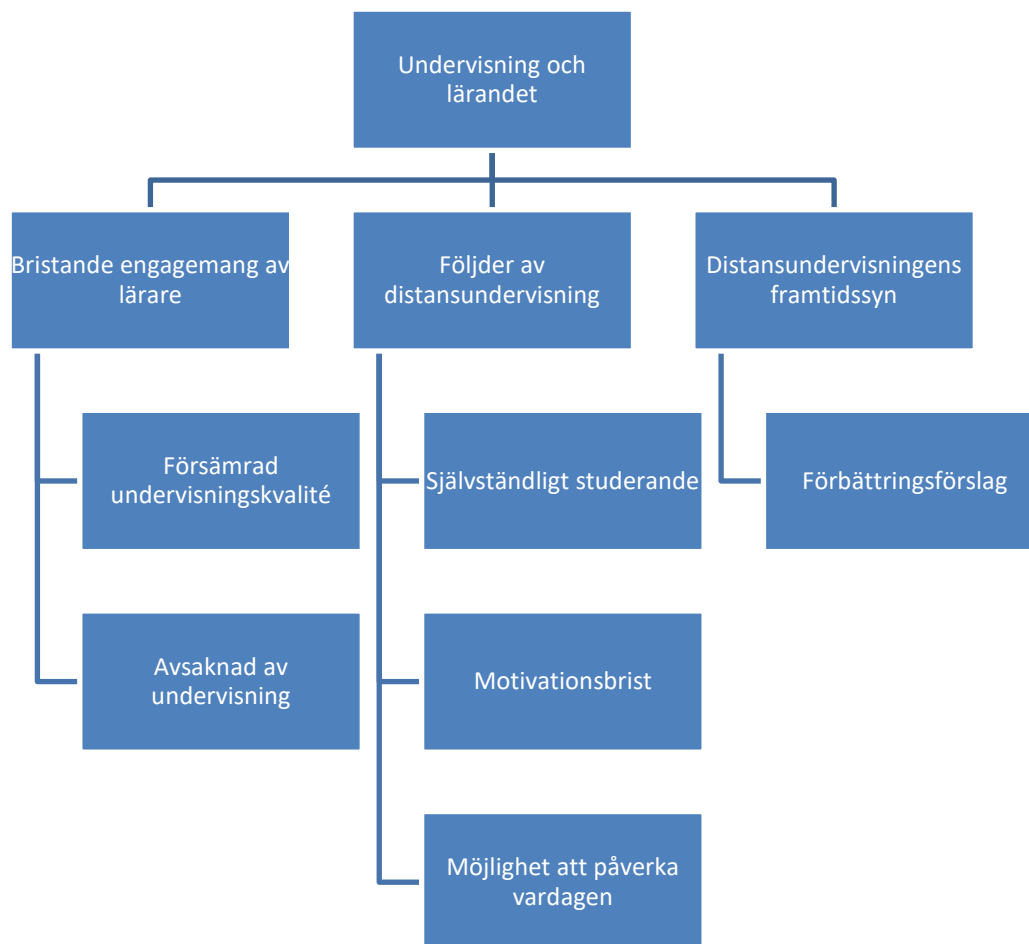 Undervisning och
lärandet
Bristande engagemang av
lärare
Följder av
distansundervisning
Distansundervisningens
framtidssyn
Försämrad
undervisningskvalité
Självständligt studerande
Förbättringsförslag
Avsaknad av
undervisning
Motivationsbrist
Möjlighet att påverka
vardagen